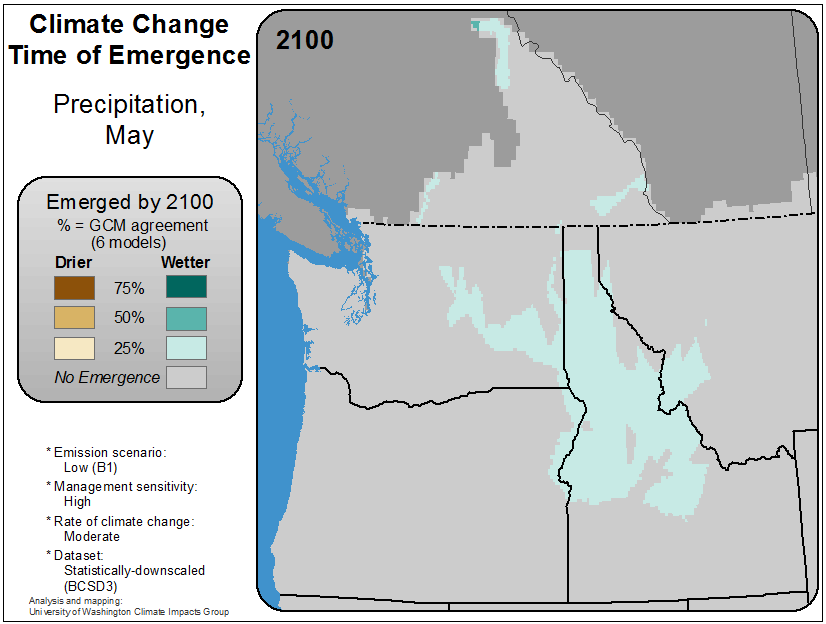 Climate Change
Time of Emergence
Precipitation,
May
Emerged by 2100
% = GCM agreement
(6 models)
Drier Wetter
75%
50%
25%
No Emergence
* Emission scenario:
Low (B1)
* Management sensitivity:
High
* Rate of climate change:
Moderate
* Dataset:
Statistically-downscaled
(BCSD3)
Analysis and mapping:
University of Washington Climate Impacts Group
2100